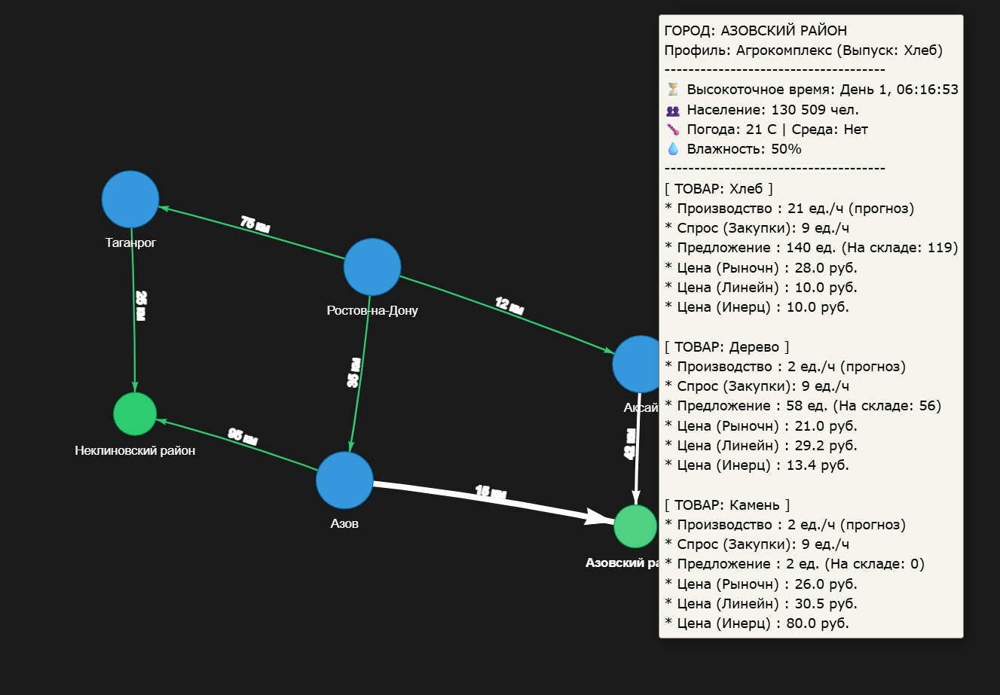 ГОРОД: АЗОВСКИЙ РАЙОН
Профиль: Агрокомплекс (Выпуск: Хлеб)
------------------------------------
⏳ Высокоточное время: День 1, 06:16:53
👥 Население: 130 509 чел.
🌡️ Погода: 21 C | Среда: Нет
💧 Влажность: 50%
------------------------------------
[ ТОВАР: Хлеб ]
* Производство : 21 ед./ч (прогноз)
* Спрос (Закупки): 9 ед./ч
* Предложение : 140 ед. (На складе: 119)
* Цена (Рыночн) : 28.0 руб.
* Цена (Линейн) : 10.0 руб.
* Цена (Инерц) : 10.0 руб.
[ ТОВАР: Дерево ]
* Производство : 2 ед./ч (прогноз)
* Спрос (Закупки): 9 ед./ч
* Предложение : 58 ед. (На складе: 56)
* Цена (Рыночн) : 21.0 руб.
* Цена (Линейн) : 29.2 руб.
* Цена (Инерц) : 13.4 руб.
[ ТОВАР: Камень ]
* Производство : 2 ед./ч (прогноз)
* Спрос (Закупки): 9 ед./ч
* Предложение : 2 ед. (На складе: 0)
* Цена (Рыночн) : 26.0 руб.
* Цена (Линейн) : 30.5 руб.
* Цена (Инерц) : 80.0 руб.
75 км
Таганрог
25 км
Ростов-на-Дону
12 км
35 км
Аксай
42 км
95 км
Неклиновский район
15 км
Азов
Азовский